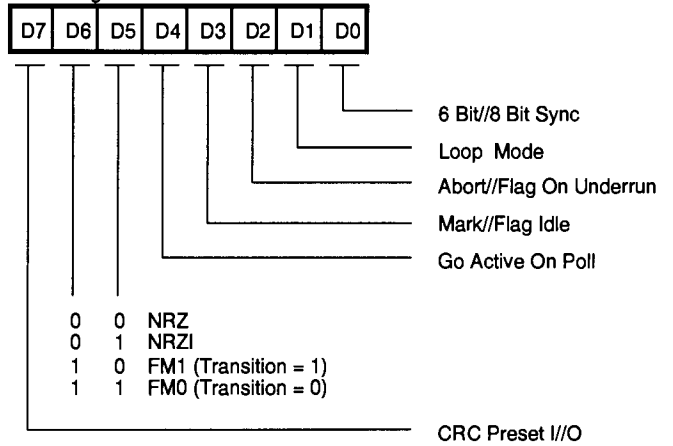 D7 D6 D5 D4 D3 D2 D1 D0
6 Bit//8 Bit Sync
Loop Mode
Abort//Flag On Underrun
Mark//Flag Idle
Go Active On Poll
0 0 NRZ
0 1 NRZI
1 0 FM1 (Transition = 1)
1 1 FM0 (Transition = 0)
CRC Preset I//O